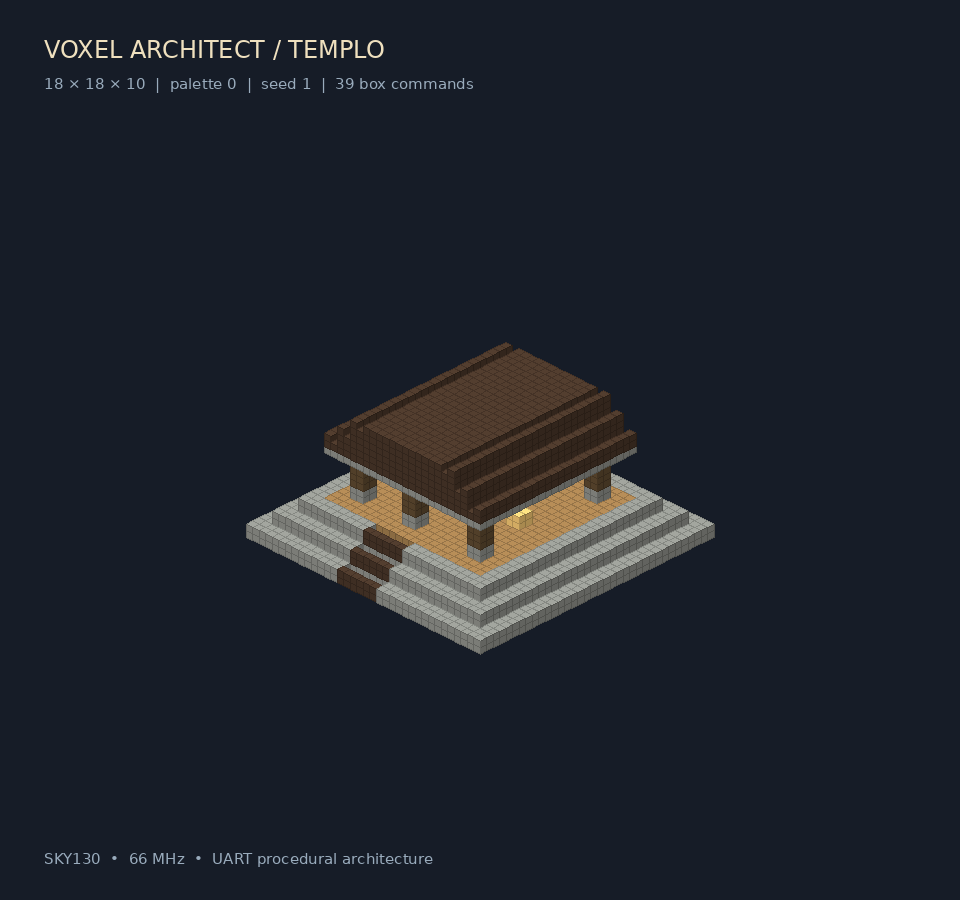 VOXEL ARCHITECT / TEMPLO
18 × 18 × 10 | palette 0 | seed 1 | 39 box commands
SKY130 • 66 MHz • UART procedural architecture